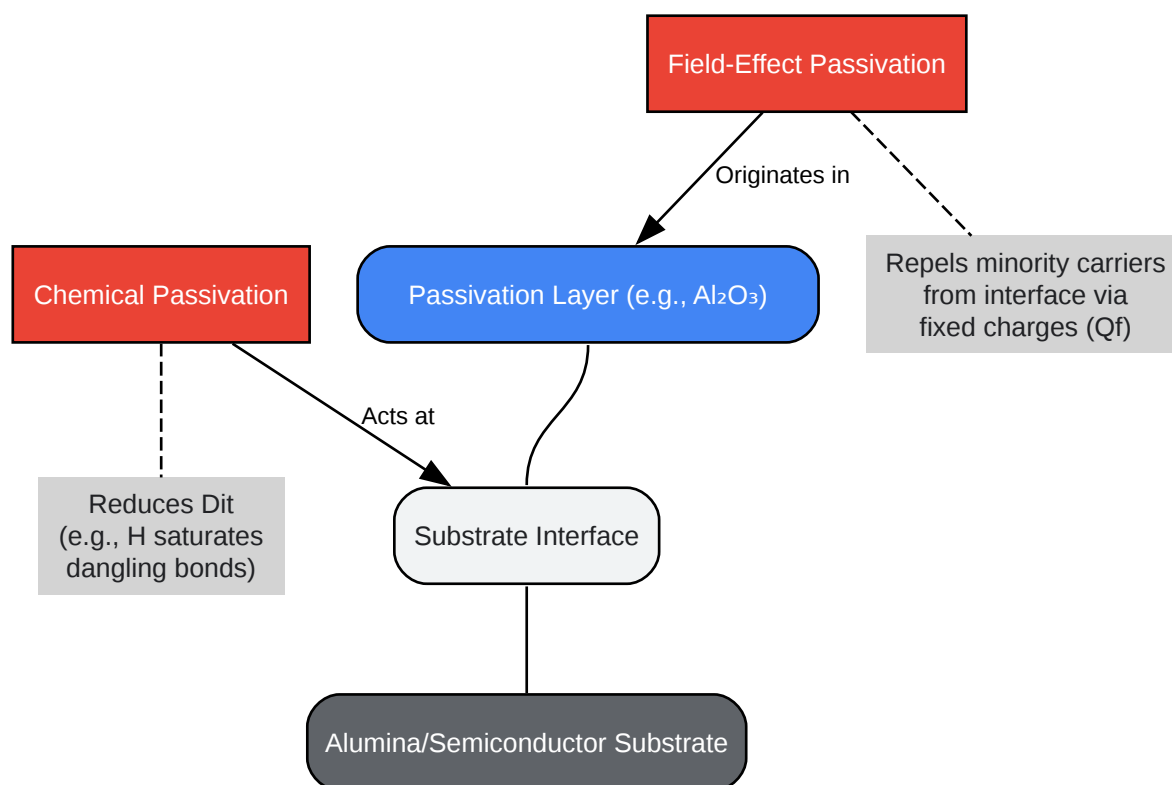 Field-Effect Passivation
Originates in
Chemical Passivation
Passivation Layer (e.g., Al₂O₃)
Repels minority carriers
from interface via
fixed charges (Qf)
Acts at
Reduces Dit
(e.g., H saturates
dangling bonds)
Substrate Interface
Alumina/Semiconductor Substrate